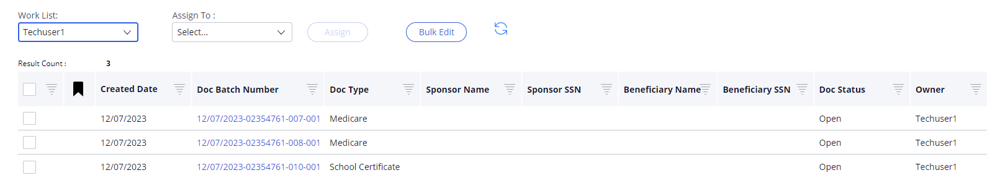 Work List:
Assign To :
Techuser1
Select...
Assign
Bulk Edit
Result Count :
3
Created Date
Doc Batch Number
Doc Type
Sponsor Name
Sponsor SSN
Beneficiary Name
Beneficiary SSN
Doc Status
Owner
12/07/2023 12/07/2023-02354761-007-001 Medicare Open Techuser1
12/07/2023 12/07/2023-02354761-008-001 Medicare Open Techuser1
12/07/2023 12/07/2023-02354761-010-001 School Certificate Open Techuser1